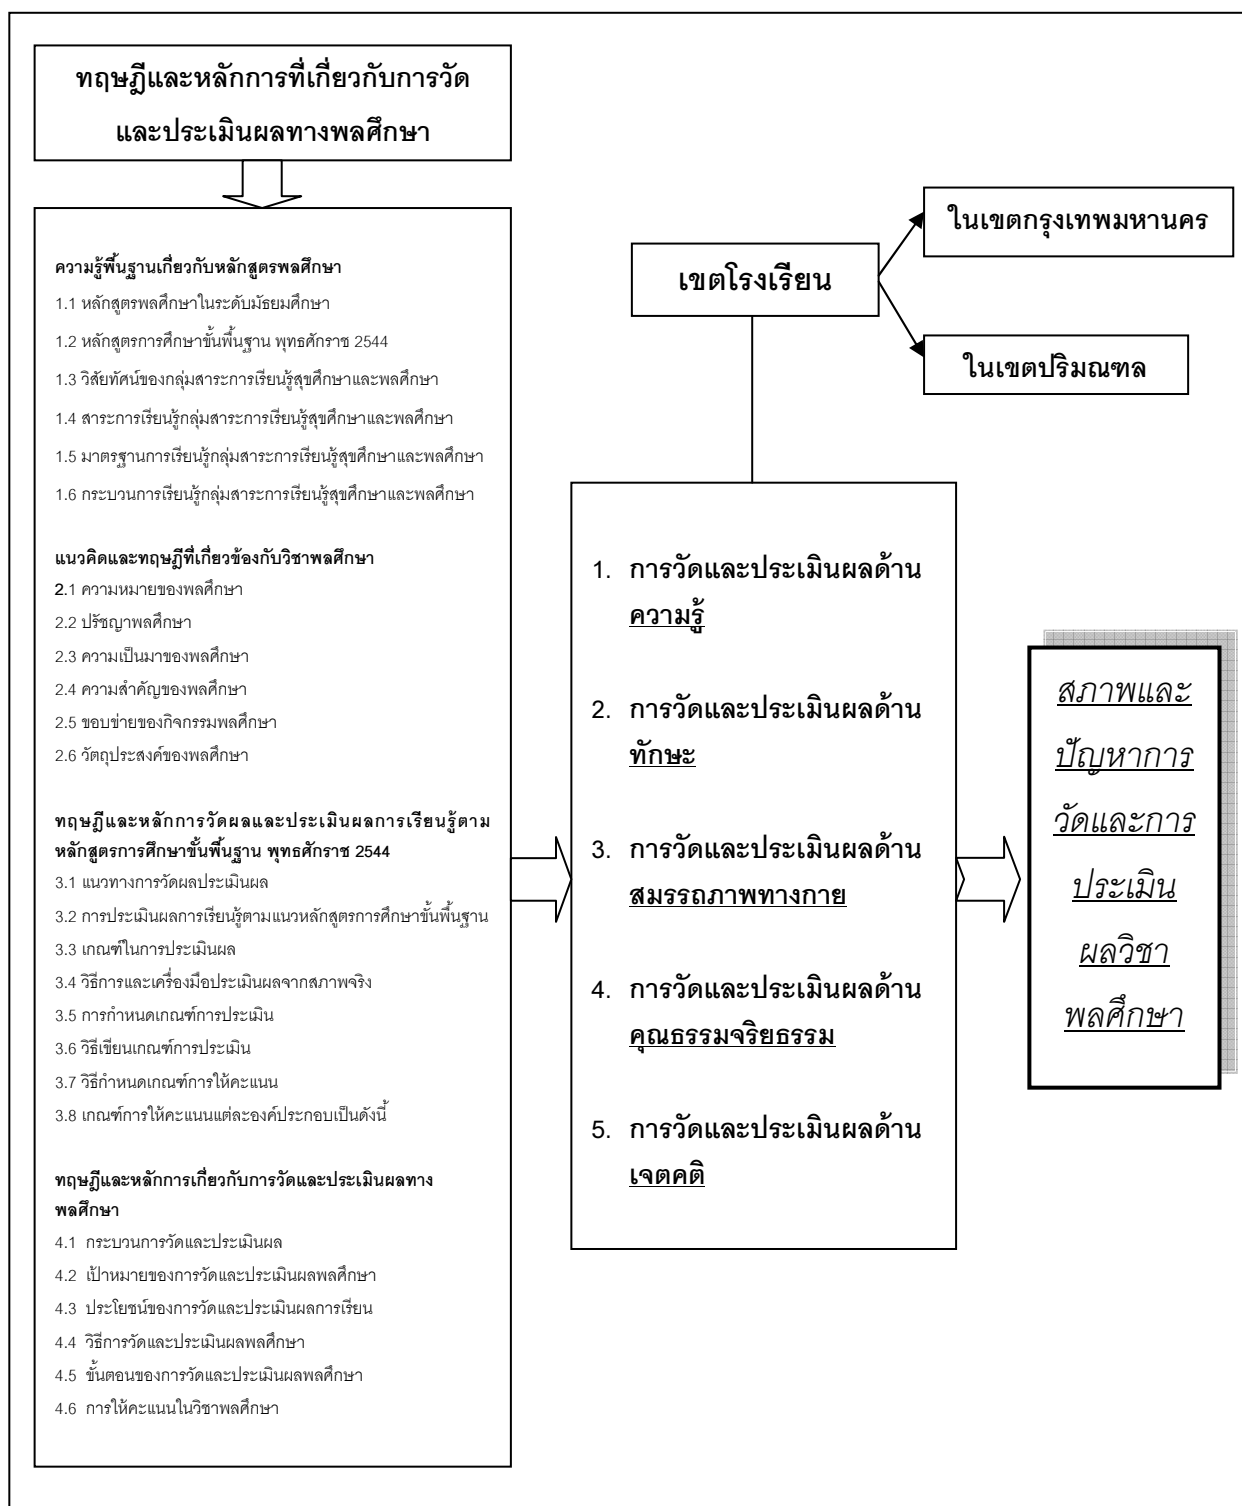 ทฤษฎีและหลักการที่เกี่ยวกับการวัด
และประเมินผลทางพลศึกษา
ความรู้พื้นฐานเกี่ยวกับหลักสูตรพลศึกษา
1.1 หลักสูตรพลศึกษาในระดับมัธยมศึกษา
1.2 หลักสูตรการศึกษาขั้นพื้นฐาน พุทธศักราช 2544
1.3 วิสัยทัศน์ของกลุ่มสาระการเรียนรู้สุขศึกษาและพลศึกษา
1.4 สาระการเรียนรู้กลุ่มสาระการเรียนรู้สุขศึกษาและพลศึกษา
1.5 มาตรฐานการเรียนรู้กลุ่มสาระการเรียนรู้สุขศึกษาและพลศึกษา
1.6 กระบวนการเรียนรู้กลุ่มสาระการเรียนรู้สุขศึกษาและพลศึกษา
แนวคิดและทฤษฎีที่เกี่ยวข้องกับวิชาพลศึกษา
2.1 ความหมายของพลศึกษา
2.2 ปรัชญาพลศึกษา
2.3 ความเป็นมาของพลศึกษา
2.4 ความสำคัญของพลศึกษา
2.5 ขอบข่ายของกิจกรรมพลศึกษา
2.6 วัตถุประสงค์ของพลศึกษา
ทฤษฎีและหลักการวัดผลและประเมินผลการเรียนรู้ตาม
หลักสูตรการศึกษาขั้นพื้นฐาน พุทธศักราช 2544
3.1 แนวทางการวัดผลประเมินผล
3.2 การประเมินผลการเรียนรู้ตามแนวหลักสูตรการศึกษาขั้นพื้นฐาน
3.3 เกณฑ์ในการประเมินผล
3.4 วิธีการและเครื่องมือประเมินผลจากสภาพจริง
3.5 การกำหนดเกณฑ์การประเมิน
3.6 วิธีเขียนเกณฑ์การประเมิน
3.7 วิธีกำหนดเกณฑ์การให้คะแนน
3.8 เกณฑ์การให้คะแนนแต่ละองค์ประกอบเป็นดังนี้
ทฤษฎีและหลักการเกี่ยวกับการวัดและประเมินผลทาง
พลศึกษา
4.1 กระบวนการวัดและประเมินผล
4.2 เป้าหมายของการวัดและประเมินผลพลศึกษา
4.3 ประโยชน์ของการวัดและประเมินผลการเรียน
4.4 วิธีการวัดและประเมินผลพลศึกษา
4.5 ขั้นตอนของการวัดและประเมินผลพลศึกษา
4.6 การให้คะแนนในวิชาพลศึกษา
เขตโรงเรียน
ในเขตกรุงเทพมหานคร
ในเขตปริมณฑล
1. การวัดและประเมินผลด้าน
ความรู้
2. การวัดและประเมินผลด้าน
ทักษะ
3. การวัดและประเมินผลด้าน
สมรรถภาพทางกาย
4. การวัดและประเมินผลด้าน
คุณธรรมจริยธรรม
5. การวัดและประเมินผลด้าน
เจตคติ
สภาพและ
ปัญหาการ
วัดและการ
ประเมิน
ผลวิชา
พลศึกษา